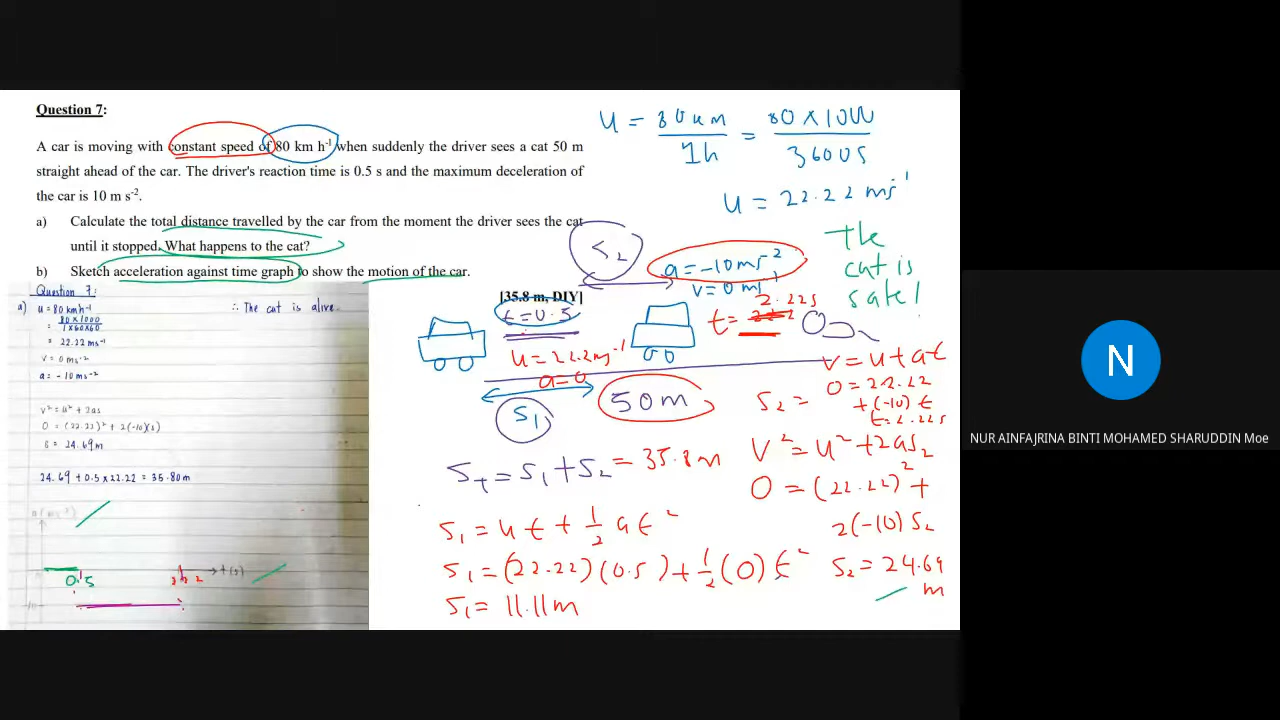 Question 7:
A car is moving with constant speed of 80 km h-1 when suddenly the driver sees a cat 50 m
straight ahead of the car. The driver's reaction time is 0.5 s and the maximum deceleration of
the car is 10 m s-2.
a) Calculate the total distance travelled by the car from the moment the driver sees the cat
until it stopped. What happens to the cat?
b) Sketch acceleration against time graph to show the motion of the car.
[35.8 m, DIY]
Question 7:
a) u = 80 kmh-1
= 80 x 1000
1 x 60 x 60
= 22.22 ms-1
v = 0 ms-2
a = -10 ms-2
v² = u² + 2as
0 = (22.22)² + 2(-10)(s)
s = 24.69 m
24.69 + 0.5 x 22.22 = 35.80 m
∴ The cat is alive.
t (s)
0.5
u = 80 km = 80 x 1000
1h 3600 s
u = 22.22 ms-1
the
cat is
safe!
S2
a = -10 ms-2
v = 0 ms-1
t = 0.5
t = 2.22 s
u = 22.2 ms-1
a = 0
S1
50 m
v = u + at
0 = 22.22
+ (-10) t
t = 2.22 s
S2 =
v² = u² + 2as2
0 = (22.22)² +
2(-10) S2
S2 = 24.69
m
ST = S1 + S2 = 35.8 m
S1 = ut + 1/2 at²
S1 = (22.22)(0.5) + 1/2 (0) t²
S1 = 11.11 m
N
NUR AINFAJRINA BINTI MOHAMED SHARUDDIN Moe